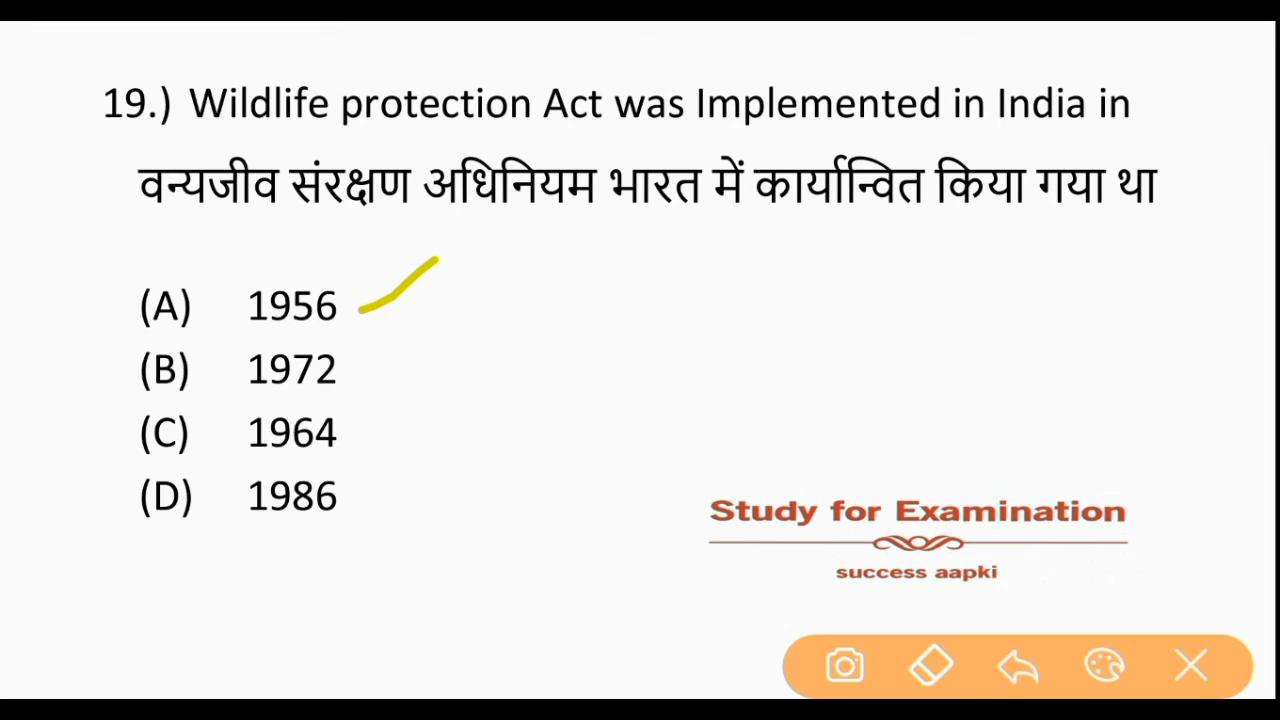 19.) Wildlife protection Act was Implemented in India in
वन्यजीव संरक्षण अधिनियम भारत में कार्यान्वित किया गया था
(A) 1956
(B) 1972
(C) 1964
(D) 1986
Study for Examination
success aapki